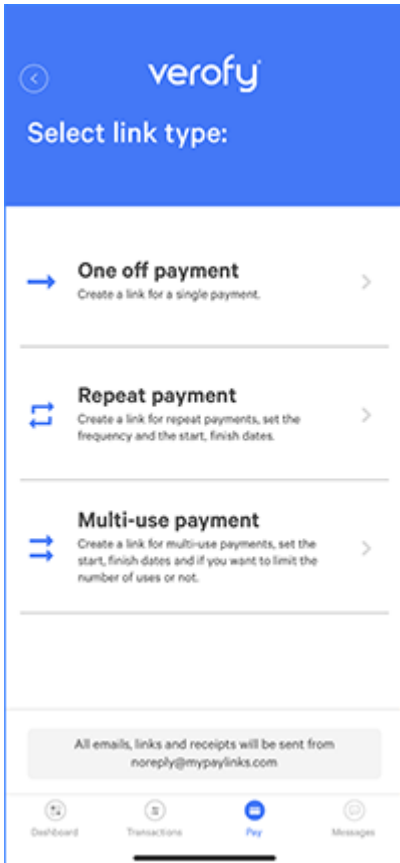 verofy
Select link type:
One off payment
Create a link for a single payment.
Repeat payment
Create a link for repeat payments, set the
frequency and the start, finish dates.
Multi-use payment
Create a link for multi-use payments, set the
start, finish dates and if you want to limit the
number of uses or not.
All emails, links and receipts will be sent from
noreply@mypaylinks.com
Dashboard Transactions Pay Messages